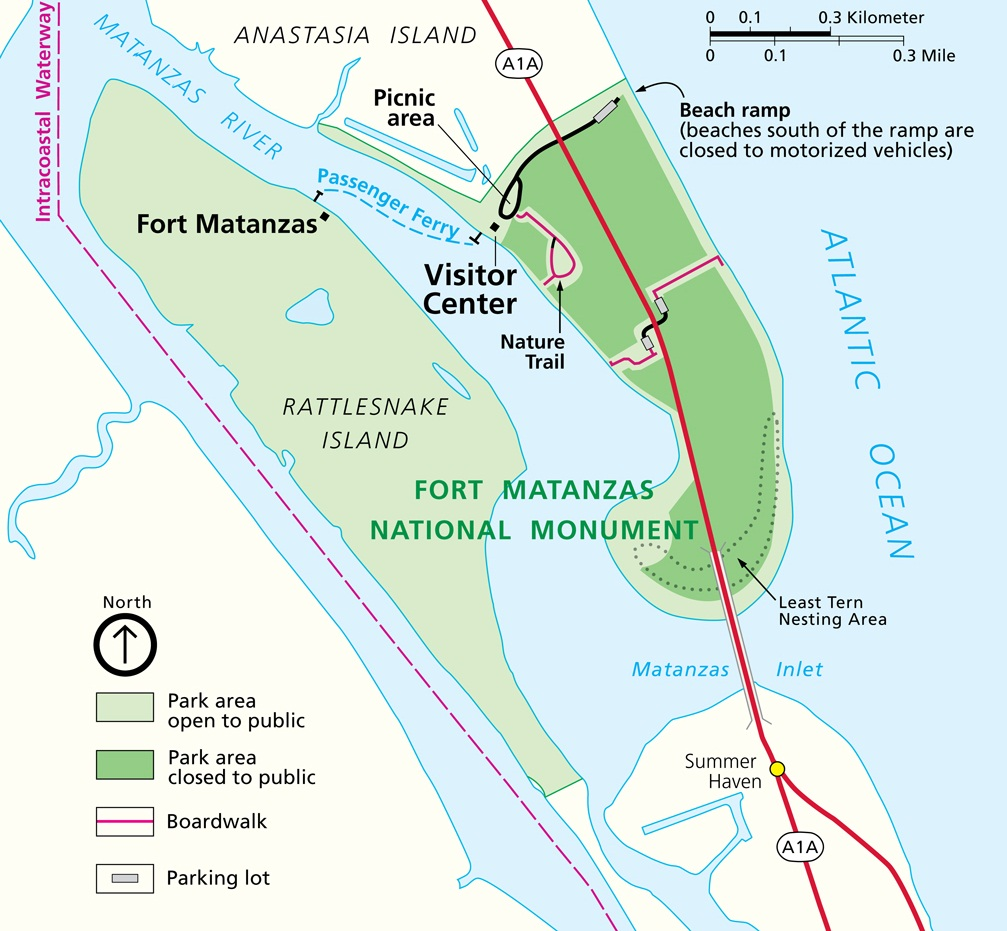 0 0.1 0.3 Kilometer
0 0.1 0.3 Mile
Intracoastal Waterway
MATANZAS RIVER
ANASTASIA ISLAND
A1A
Picnic
area
Beach ramp
(beaches south of the ramp are
closed to motorized vehicles)
Passenger Ferry
Fort Matanzas
Visitor
Center
Nature
Trail
ATLANTIC OCEAN
RATTLESNAKE
ISLAND
FORT MATANZAS
NATIONAL MONUMENT
Least Tern
Nesting Area
Matanzas Inlet
Summer
Haven
A1A
North
Park area
open to public
Park area
closed to public
Boardwalk
Parking lot